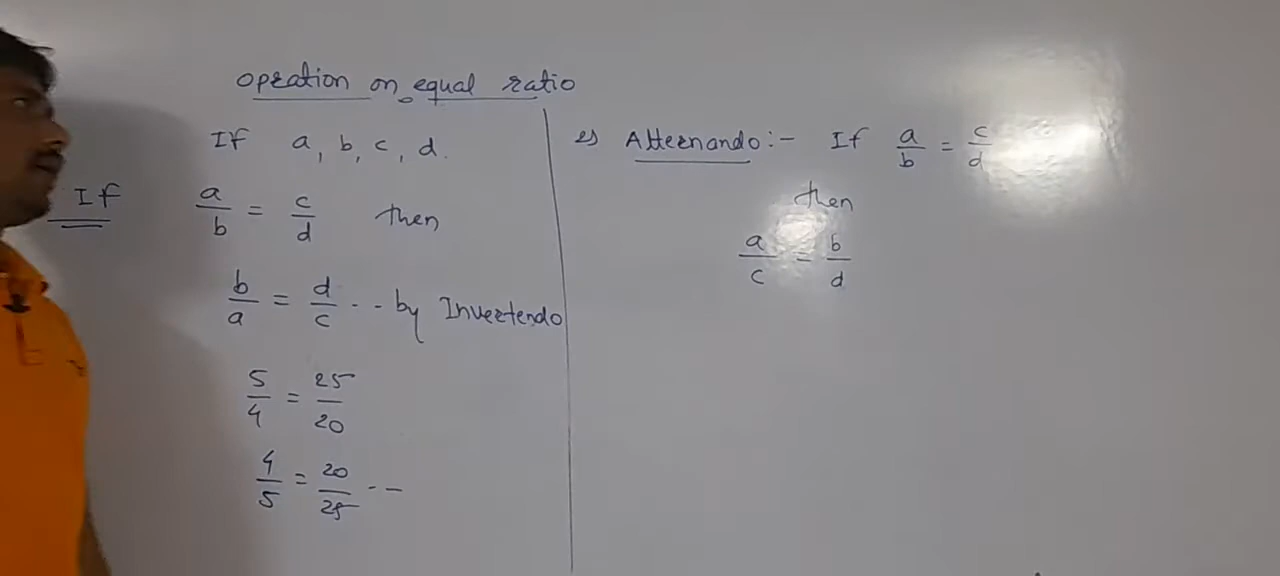 Opration on equal ratio
If a, b, c, d.
If a/b = c/d then
b/a = d/c -- by Invertendo
5/4 = 25/20
4/5 = 20/25 --
2) Alternando :- If a/b = c/d
then
a/c = b/d